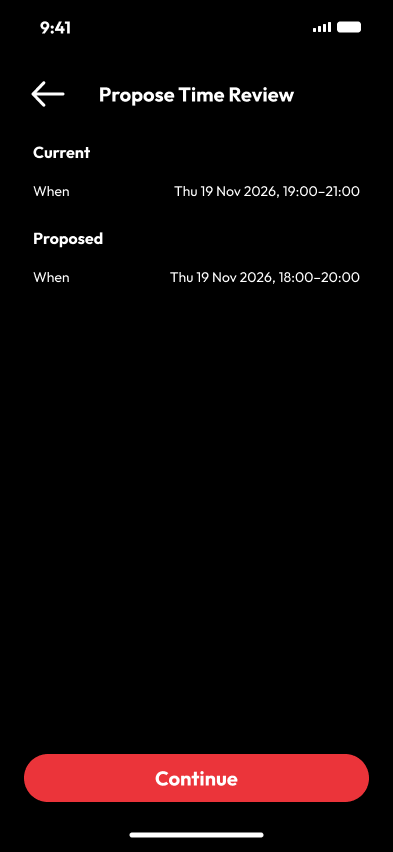 9:41
Propose Time Review
Current
When Thu 19 Nov 2026, 19:00–21:00
Proposed
When Thu 19 Nov 2026, 18:00–20:00
Continue